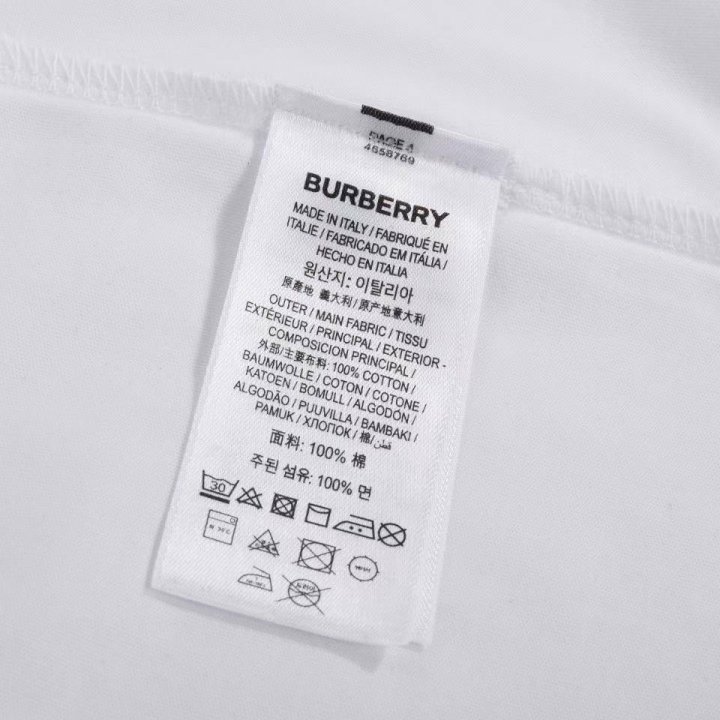 PAGE 4
4558769
BURBERRY
MADE IN ITALY / FABRIQUÉ EN
ITALIE / FABRICADO EM ITÁLIA /
HECHO EN ITALIA
원산지: 이탈리아
原產地 義大利/原产地意大利
OUTER / MAIN FABRIC / TISSU
EXTÉRIEUR / PRINCIPAL / EXTERIOR -
COMPOSICION PRINCIPAL /
外部/主要布料: 100% COTTON /
BAUMWOLLE / COTON / COTONE /
KATOEN / BOMULL / ALGODÓN /
ALGODÃO / PUUVILLA / BAMBAKI /
PAMUK / ХЛОПОК / 棉/قطن
面料: 100% 棉
주된 섬유: 100% 면
30